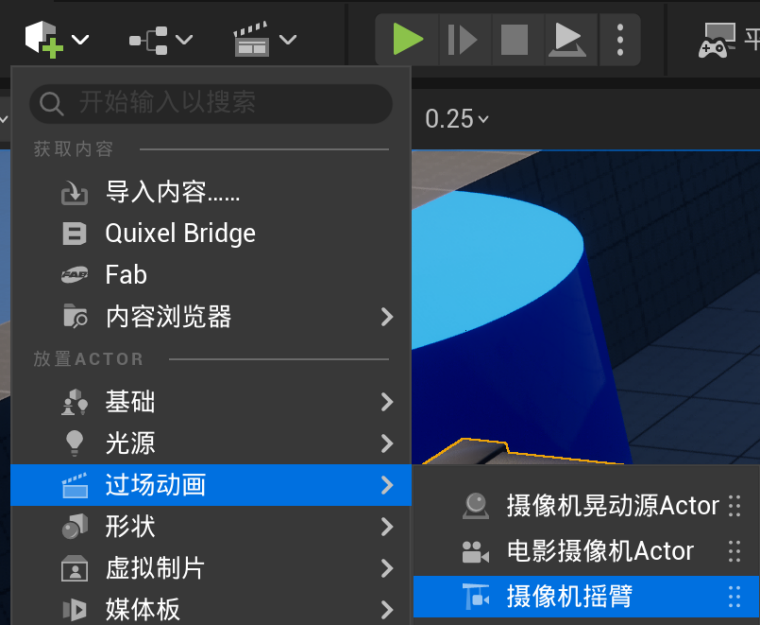 平
开始输入以搜索
0.25
获取内容
导入内容……
Quixel Bridge
Fab
内容浏览器
放置ACTOR
基础
光源
过场动画
形状
虚拟制片
媒体板
摄像机晃动源Actor
电影摄像机Actor
摄像机摇臂